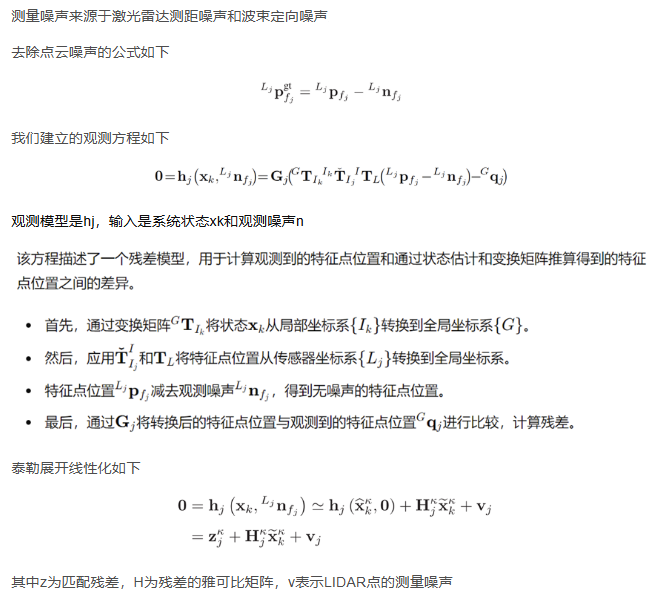 测量噪声来源于激光雷达测距噪声和波束定向噪声
去除点云噪声的公式如下
$^{L_j}\mathbf{p}_{f_j}^{\text{gt}} = {}^{L_j}\mathbf{p}_{f_j} - {}^{L_j}\mathbf{n}_{f_j}$
我们建立的观测方程如下
$\mathbf{0} = \mathbf{h}_j(\mathbf{x}_k, {}^{L_j}\mathbf{n}_{f_j}) = \mathbf{G}_j({}^{G}\mathbf{T}_{I_k} {}^{I_k}\check{\mathbf{T}}_{I_j} {}^{I}\mathbf{T}_L({}^{L_j}\mathbf{p}_{f_j} - {}^{L_j}\mathbf{n}_{f_j}) - {}^{G}\mathbf{q}_j)$
观测模型是hj，输入是系统状态xk和观测噪声n
该方程描述了一个残差模型，用于计算观测到的特征点位置和通过状态估计和变换矩阵推算得到的特征
点位置之间的差异。
• 首先，通过变换矩阵$^{G}\mathbf{T}_{I_k}$将状态$\mathbf{x}_k$从局部坐标系$\{I_k\}$转换到全局坐标系$\{G\}$。
• 然后，应用$\check{\mathbf{T}}_{I_j}^{I}$和$\mathbf{T}_L$将特征点位置从传感器坐标系$\{L_j\}$转换到全局坐标系。
• 特征点位置$^{L_j}\mathbf{p}_{f_j}$减去观测噪声$^{L_j}\mathbf{n}_{f_j}$，得到无噪声的特征点位置。
• 最后，通过$\mathbf{G}_j$将转换后的特征点位置与观测到的特征点位置$^{G}\mathbf{q}_j$进行比较，计算残差。
泰勒展开线性化如下
$\mathbf{0} = \mathbf{h}_j(\mathbf{x}_k, {}^{L_j}\mathbf{n}_{f_j}) \simeq \mathbf{h}_j(\widehat{\mathbf{x}}_k^{\kappa}, \mathbf{0}) + \mathbf{H}_j^{\kappa}\widetilde{\mathbf{x}}_k^{\kappa} + \mathbf{v}_j$
$= \mathbf{z}_j^{\kappa} + \mathbf{H}_j^{\kappa}\widetilde{\mathbf{x}}_k^{\kappa} + \mathbf{v}_j$
其中z为匹配残差，H为残差的雅可比矩阵，v表示LIDAR点的测量噪声